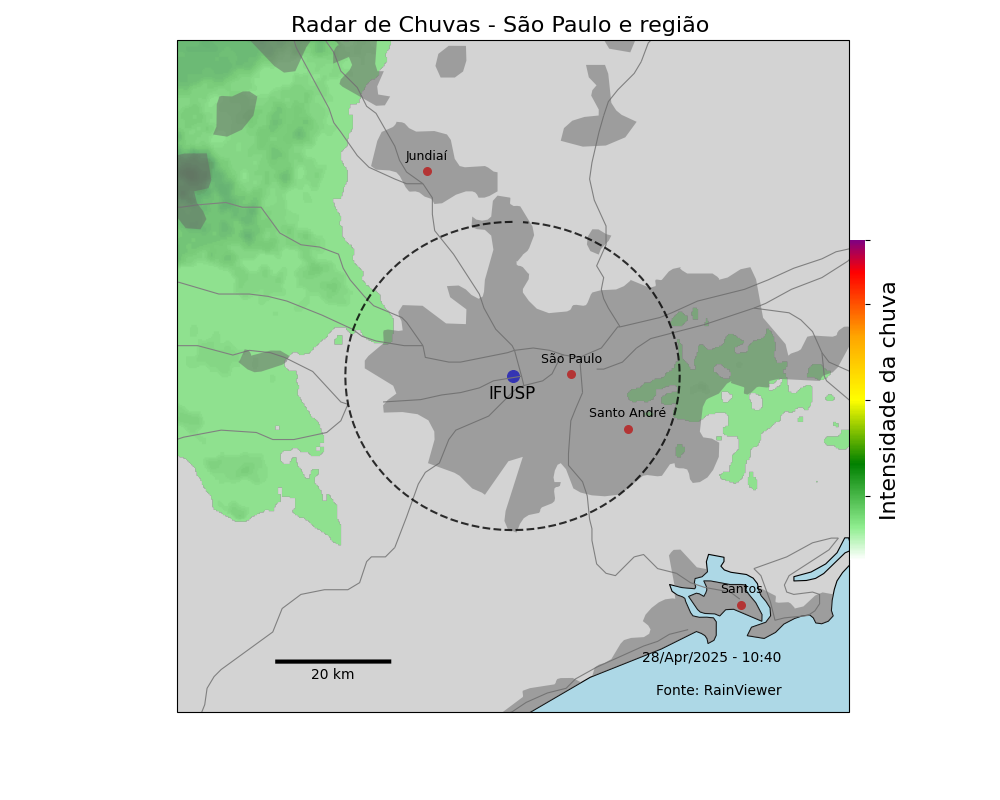 Radar de Chuvas - São Paulo e região
Jundiaí
São Paulo
IFUSP
Santo André
Intensidade da chuva
Santos
28/Apr/2025 - 10:40
20 km
Fonte: RainViewer